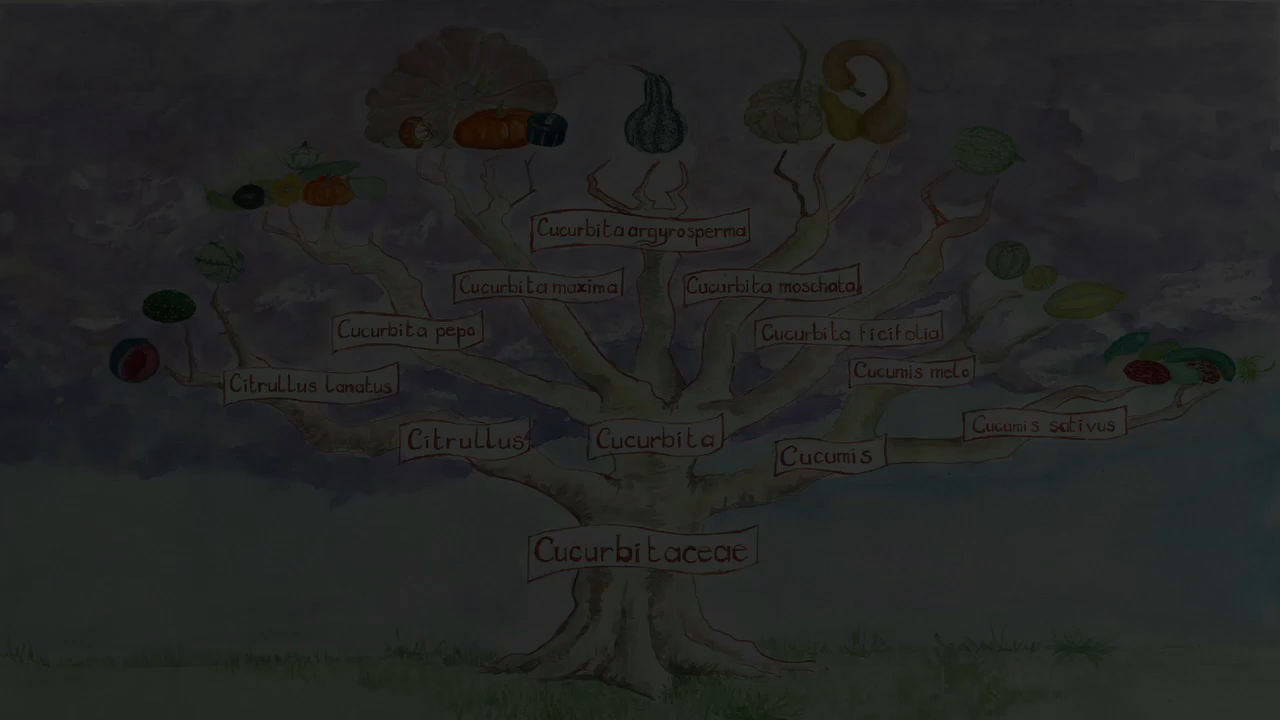 Cucurbita argyrosperma
Cucurbita maxima
Cucurbita moschata
Cucurbita pepo
Cucurbita ficifolia
Citrullus lanatus
Cucumis melo
Cucumis sativus
Citrullus
Cucurbita
Cucumis
Cucurbitaceae